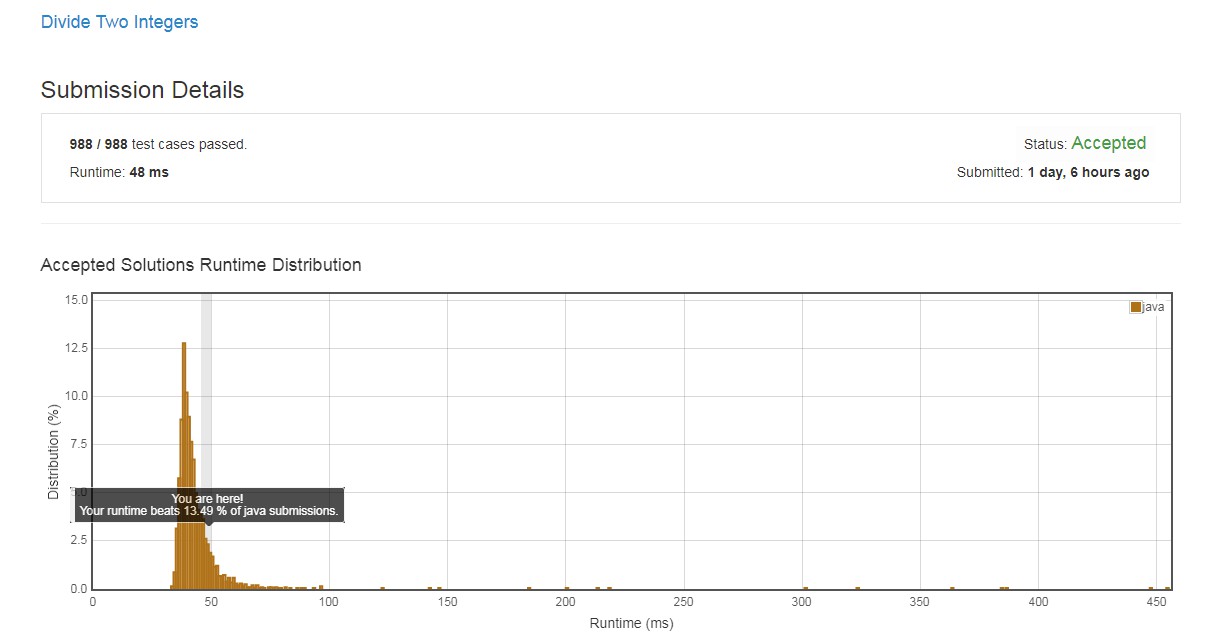 Divide Two Integers
Submission Details
988 / 988 test cases passed.
Status: Accepted
Runtime: 48 ms
Submitted: 1 day, 6 hours ago
Accepted Solutions Runtime Distribution
java
15.0
12.5
10.0
7.5
5.0
2.5
0.0
Distribution (%)
You are here!
Your runtime beats 13.49 % of java submissions.
0 50 100 150 200 250 300 350 400 450
Runtime (ms)